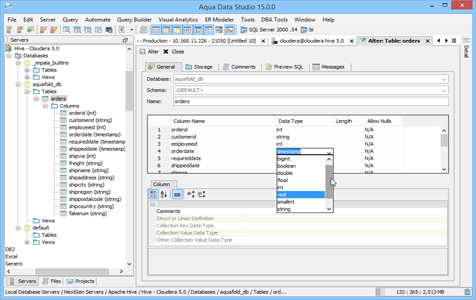 Aqua Data Studio 15.0.0
File Edit Server Automate Query Builder Visual Analytics ER Modeler Tools DBA Tools Window Help
SQL Server 2000 .54
Servers
Hive - Cloudera 5.0
Databases
_impala_builtins
Tables
Views
aquafold_db
Tables
orders
Columns
orderid (int)
customerid (string)
employeeid (int)
orderdate (timestamp)
requireddate (timestamp)
shippeddate (timestamp)
shipvia (int)
freight (string)
shipname (string)
shipaddress (string)
shipcity (string)
shipregion (string)
shippostalcode (string)
shipcountry (string)
fakenum (string)
Views
default
Tables
Views
DB2
Excel
Generic
Servers Files Projects
- Production - 10.168.11.226 - 21050 [Untitled 10]
cloudera@cloudera hive 5.0
Alter: Table: orders
Detail
Alter Close
General Storage Comments Preview SQL Messages
Database: aquafold_db
Schema: <DEFAULT>
Name: orders
Column Name Data Type Length Allow Nulls
1 orderid int N/A
2 customerid string N/A
3 employeeid int N/A
4 orderdate timestamp N/A
5 requireddate N/A
6 shippeddate N/A
7 shipvia N/A
bigint
boolean
double
float
int
real
smallint
string
Column
Comments
Struct or Union Definition
Collection Key Data Type
Collection Value Data Type
Other Collection Value Data Type
Local Database Servers / NextGen Servers / Apache Hive / Hive - Cloudera 5.0 / Databases / aquafold_db / Tables / ord...
132 : 265 : 2,513 MB